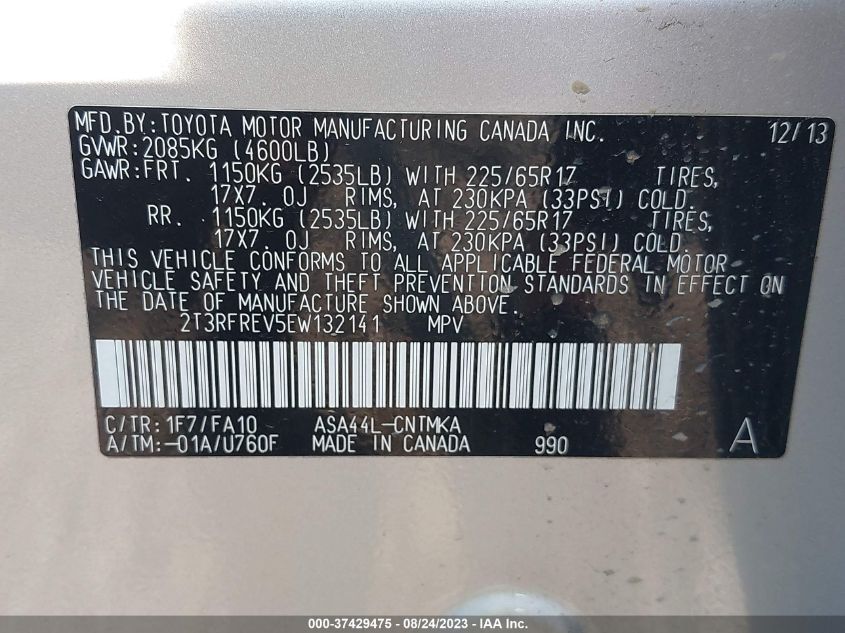 MFD.BY:TOYOTA MOTOR MANUFACTURING CANADA INC. 12/13
GVWR:2085KG (4600LB)
GAWR:FRT. 1150KG (2535LB) WITH 225/65R17 TIRES,
17X7.0J RIMS, AT 230KPA (33PSI) COLD.
RR. 1150KG (2535LB) WITH 225/65R17 TIRES,
17X7.0J RIMS, AT 230KPA (33PSI) COLD.
THIS VEHICLE CONFORMS TO ALL APPLICABLE FEDERAL MOTOR
VEHICLE SAFETY AND THEFT PREVENTION STANDARDS IN EFFECT ON
THE DATE OF MANUFACTURE SHOWN ABOVE.
2T3RFREV5EW132141 MPV
C/TR:1F7/FA10 ASA44L-CNTMKA
A/TM:-01A/U760F MADE IN CANADA 990 A
000-37429475 - 08/24/2023 - IAA Inc.